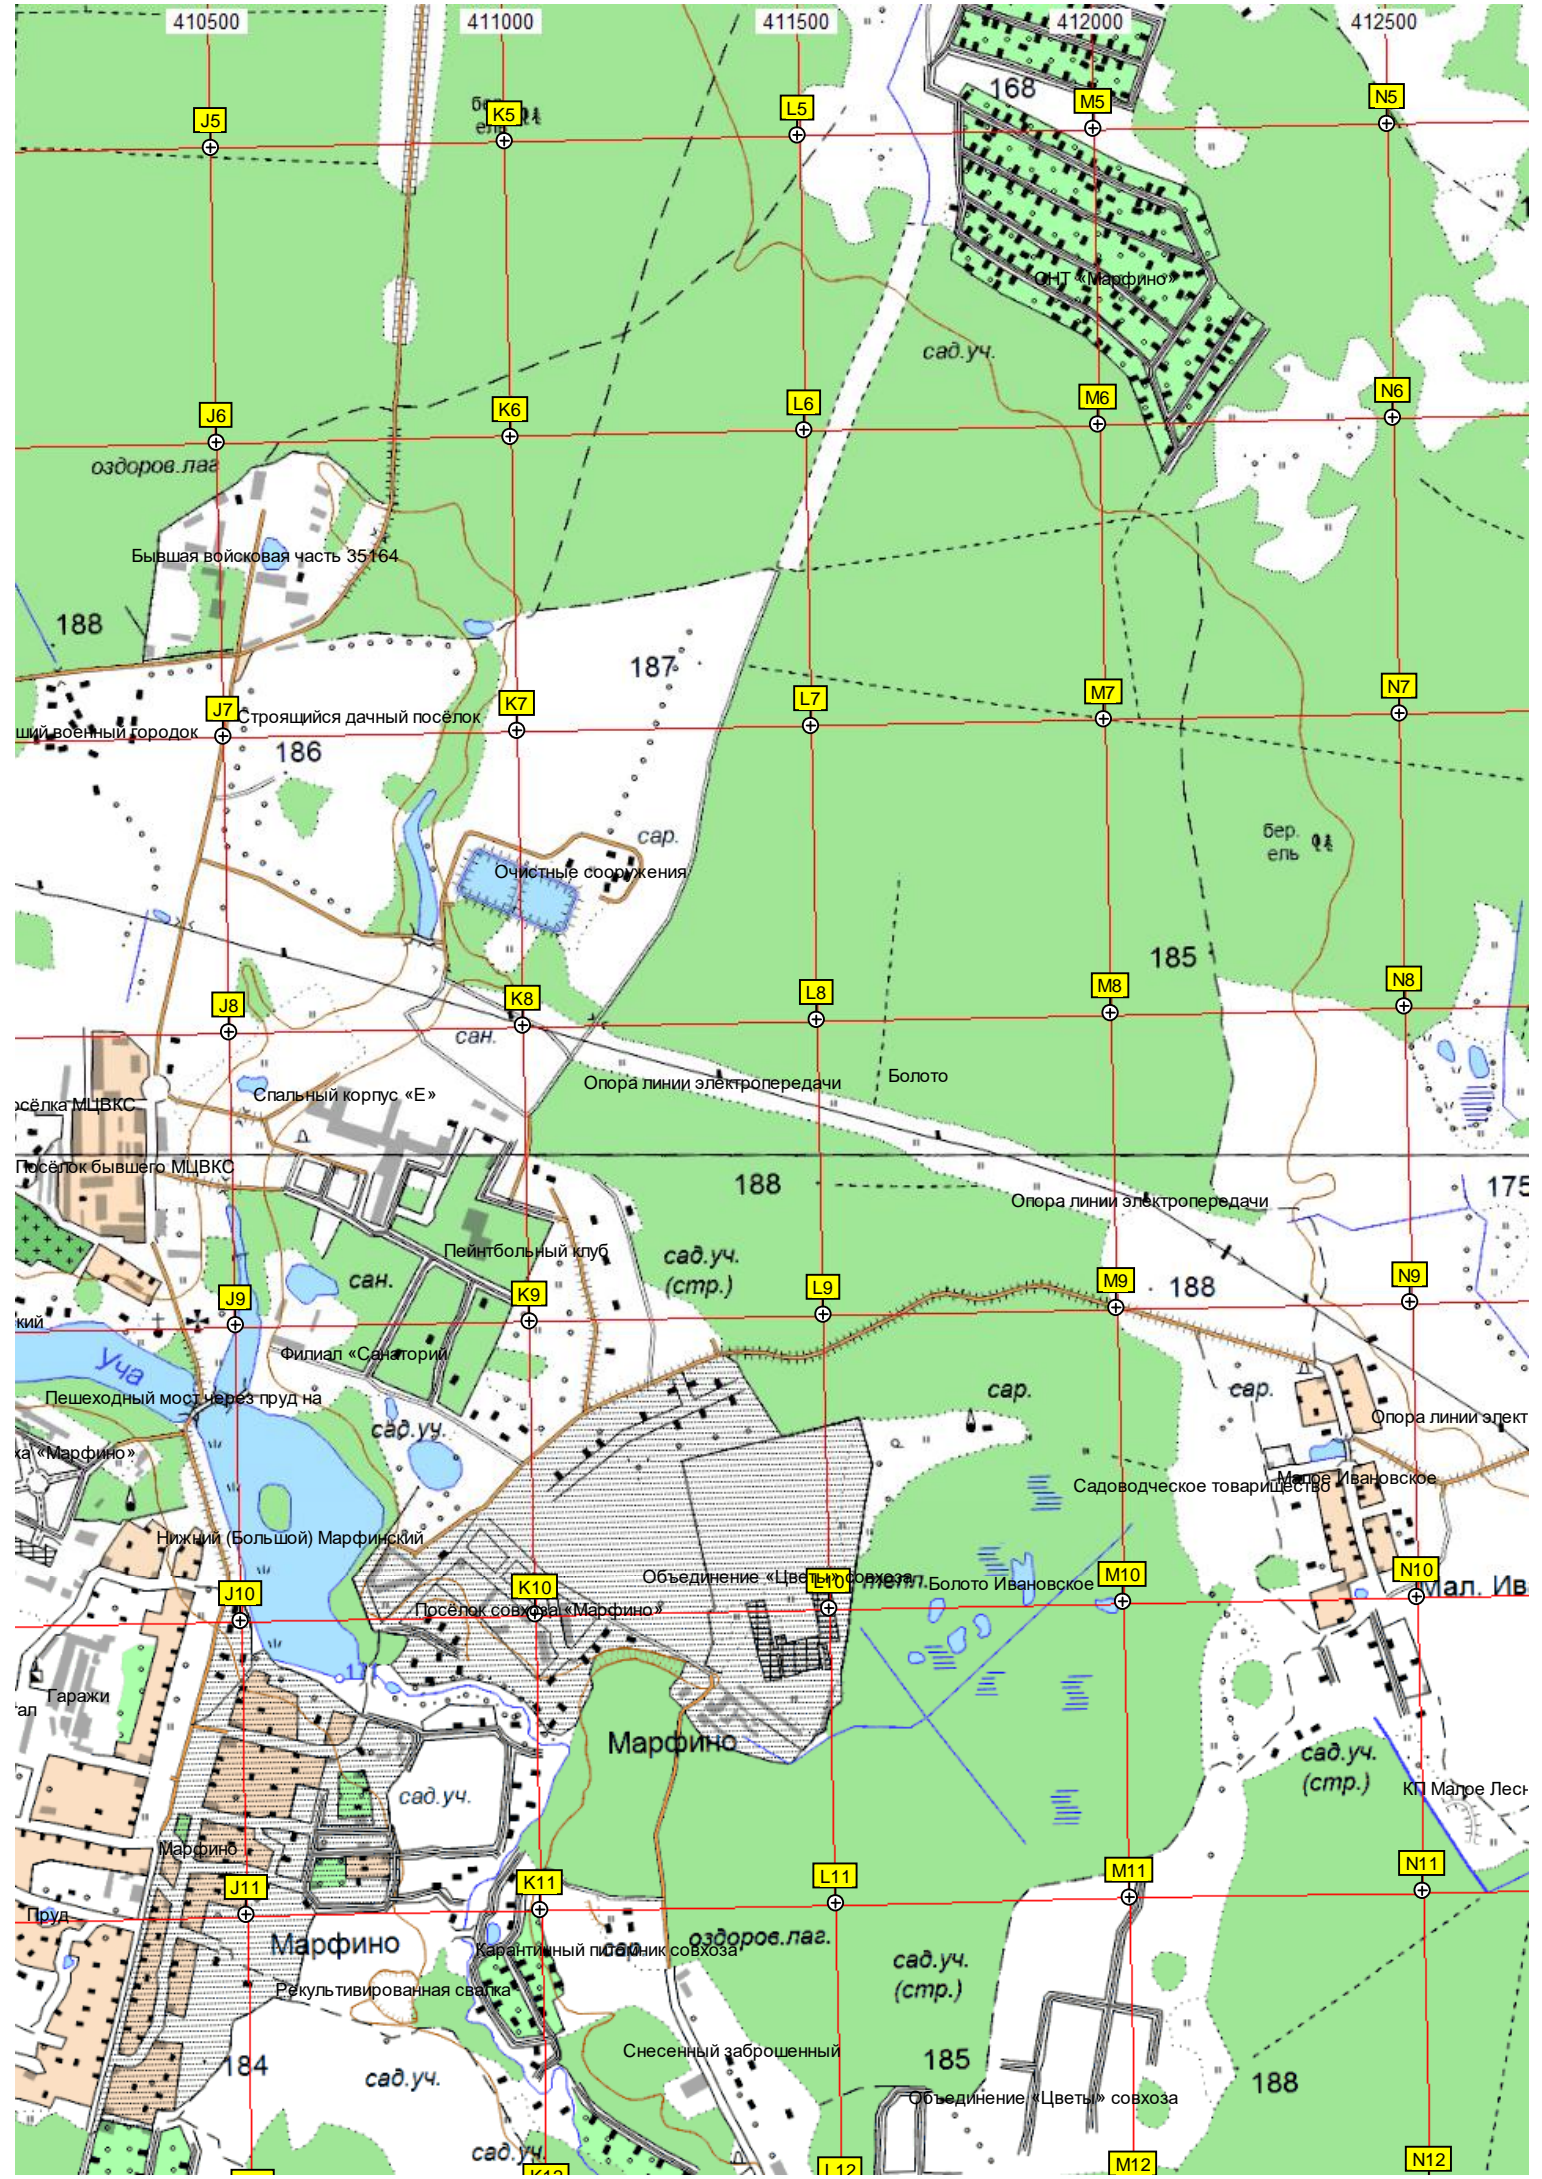 410500 411000 411500 412000 412500
168
J5 K5 L5 M5 N5
СНТ «Марфино»
сад.уч.
J6 K6 L6 M6 N6
оздоров.лаг
Бывшая войсковая часть 35164
188
187
J7 K7 L7 M7 N7
Строящийся дачный посёлок
ший военный городок
186
сар.
бер.
ель
Очистные сооружения
185
J8 K8 L8 M8 N8
сан.
Опора линии электропередачи
Болото
Спальный корпус «Е»
осёлка МЦВКС
Посёлок бывшего МЦВКС
188
175
Опора линии электропередачи
Пейнтбольный клуб
сад.уч.
(стр.)
сан.
188
J9 K9 L9 M9 N9
кий
Уча
Филиал «Санаторий
Пешеходный мост через пруд на
сар.
сар.
Опора линии элект
сад.уч.
ха «Марфино»
Садоводческое товарищество
Малое Ивановское
Нижний (Большой) Марфинский
Объединение «Цветы» совхоза
тепл.
Болото Ивановское
J10 K10 L10 M10 N10
Мал. Ив
Посёлок совхоза «Марфино»
Гаражи
ал
Марфино
сад.уч.
(стр.)
КП Малое Лесн
сад.уч.
Марфино
J11 K11 L11 M11 N11
Пруд
Марфино
Карантинный питомник совхоза
сар.
оздоров.лаг.
сад.уч.
(стр.)
Рекультивированная свалка
Снесенный заброшенный
184
185
188
сад.уч.
Объединение «Цветы» совхоза
сад.уч.
K12 L12 M12 N12